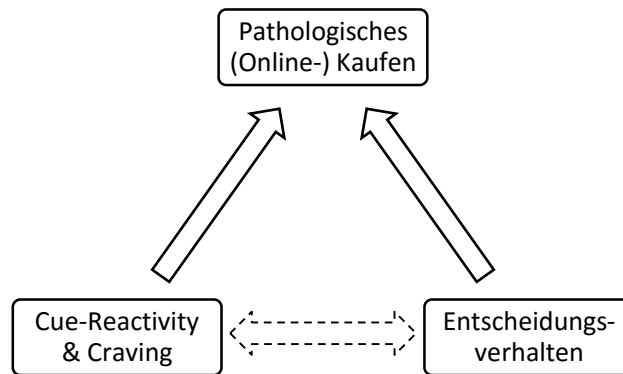 Pathologisches
(Online-) Kaufen
Cue-Reactivity
& Craving
Entscheidungs-
verhalten